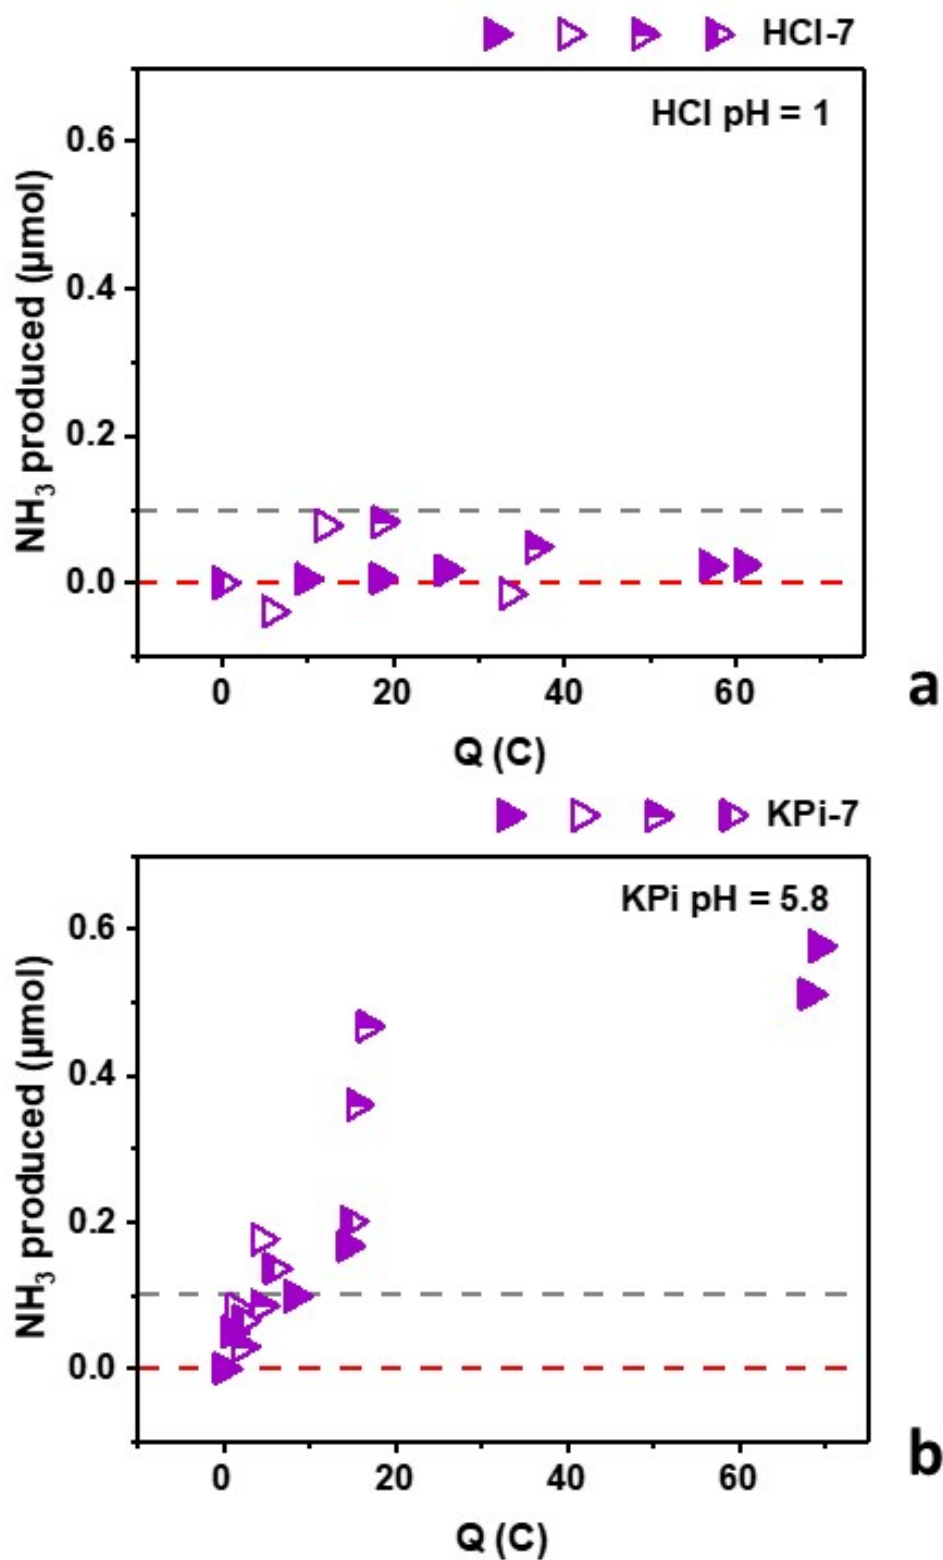 HCl-7
HCl pH = 1
0.6
0.4
0.2
0.0
NH₃ produced (µmol)
0 20 40 60
Q (C)
a
KPi-7
KPi pH = 5.8
0.6
0.4
0.2
0.0
NH₃ produced (µmol)
0 20 40 60
Q (C)
b